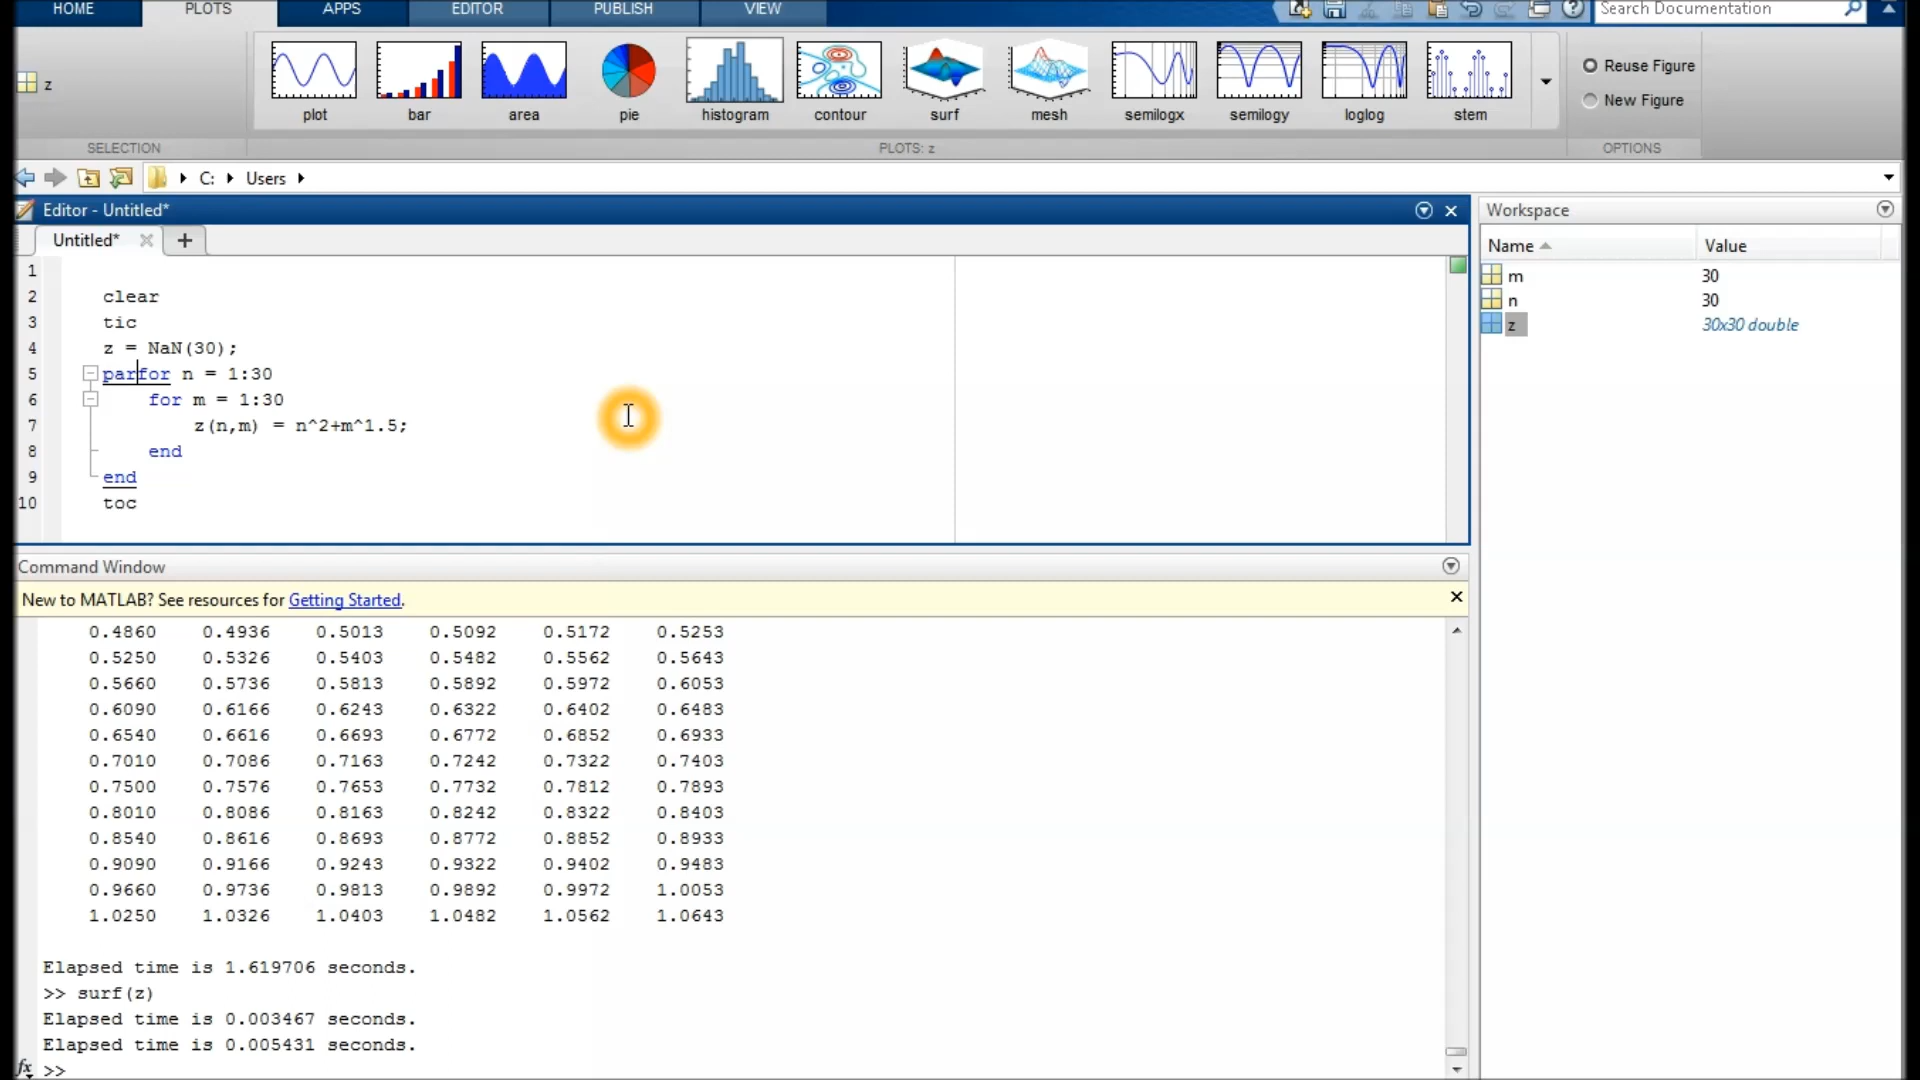 HOME PLOTS APPS EDITOR PUBLISH VIEW Search Documentation
z
plot bar area pie histogram contour surf mesh semilogx semilogy loglog stem
Reuse Figure
New Figure
SELECTION PLOTS: z OPTIONS
C: Users
Editor - Untitled*
Untitled* +
1
2 clear
3 tic
4 z = NaN(30);
5 parfor n = 1:30
6 for m = 1:30
7 z(n,m) = n^2+m^1.5;
8 end
9 end
10 toc
Workspace
Name Value
m 30
n 30
z 30x30 double
Command Window
New to MATLAB? See resources for Getting Started.
0.4860 0.4936 0.5013 0.5092 0.5172 0.5253
0.5250 0.5326 0.5403 0.5482 0.5562 0.5643
0.5660 0.5736 0.5813 0.5892 0.5972 0.6053
0.6090 0.6166 0.6243 0.6322 0.6402 0.6483
0.6540 0.6616 0.6693 0.6772 0.6852 0.6933
0.7010 0.7086 0.7163 0.7242 0.7322 0.7403
0.7500 0.7576 0.7653 0.7732 0.7812 0.7893
0.8010 0.8086 0.8163 0.8242 0.8322 0.8403
0.8540 0.8616 0.8693 0.8772 0.8852 0.8933
0.9090 0.9166 0.9243 0.9322 0.9402 0.9483
0.9660 0.9736 0.9813 0.9892 0.9972 1.0053
1.0250 1.0326 1.0403 1.0482 1.0562 1.0643
Elapsed time is 1.619706 seconds.
>> surf(z)
Elapsed time is 0.003467 seconds.
Elapsed time is 0.005431 seconds.
fx >>